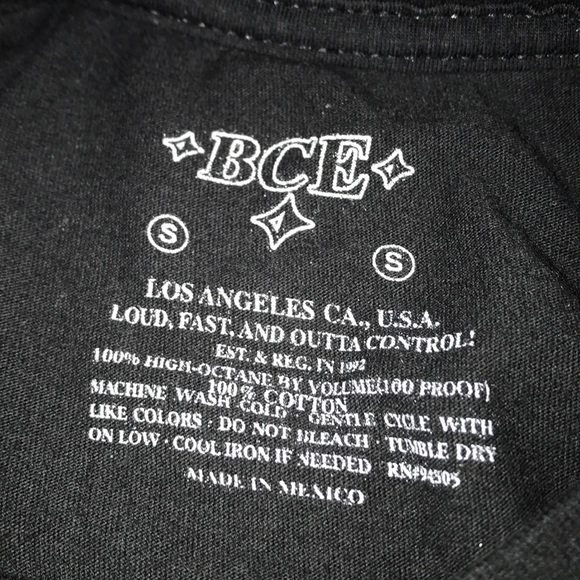 BCE
S
S
LOS ANGELES CA., U.S.A.
LOUD, FAST, AND OUTTA CONTROL!
EST. & REG. IN 1992
100% HIGH-OCTANE BY VOLUME(100 PROOF)
100% COTTON
MACHINE WASH COLD · GENTLE CYCLE WITH
LIKE COLORS · DO NOT BLEACH · TUMBLE DRY
ON LOW · COOL IRON IF NEEDED RN#94505
MADE IN MEXICO